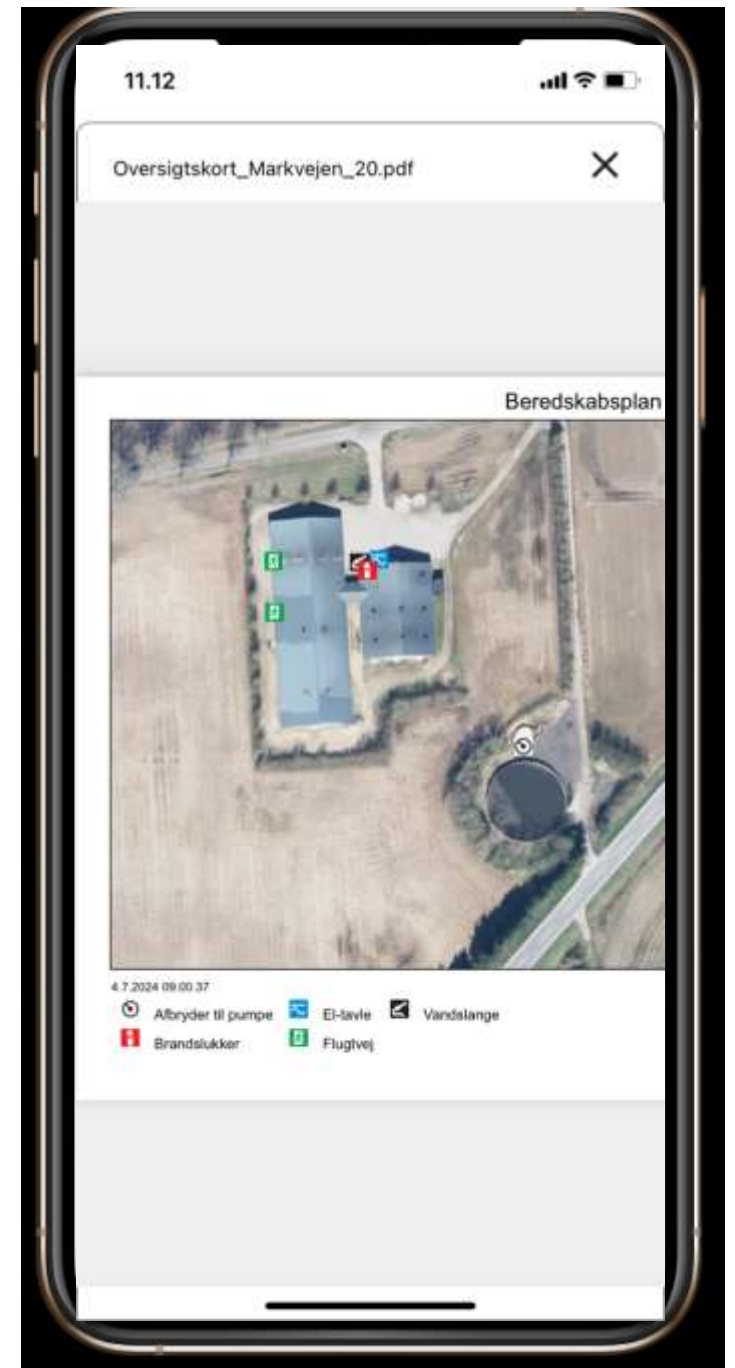 11.12
Oversigtskort_Markvejen_20.pdf
Beredskabsplan
4.7.2024 09.00.37
Afbryder til pumpe El-tavle Vandslange
Brandslukker Flugtvej